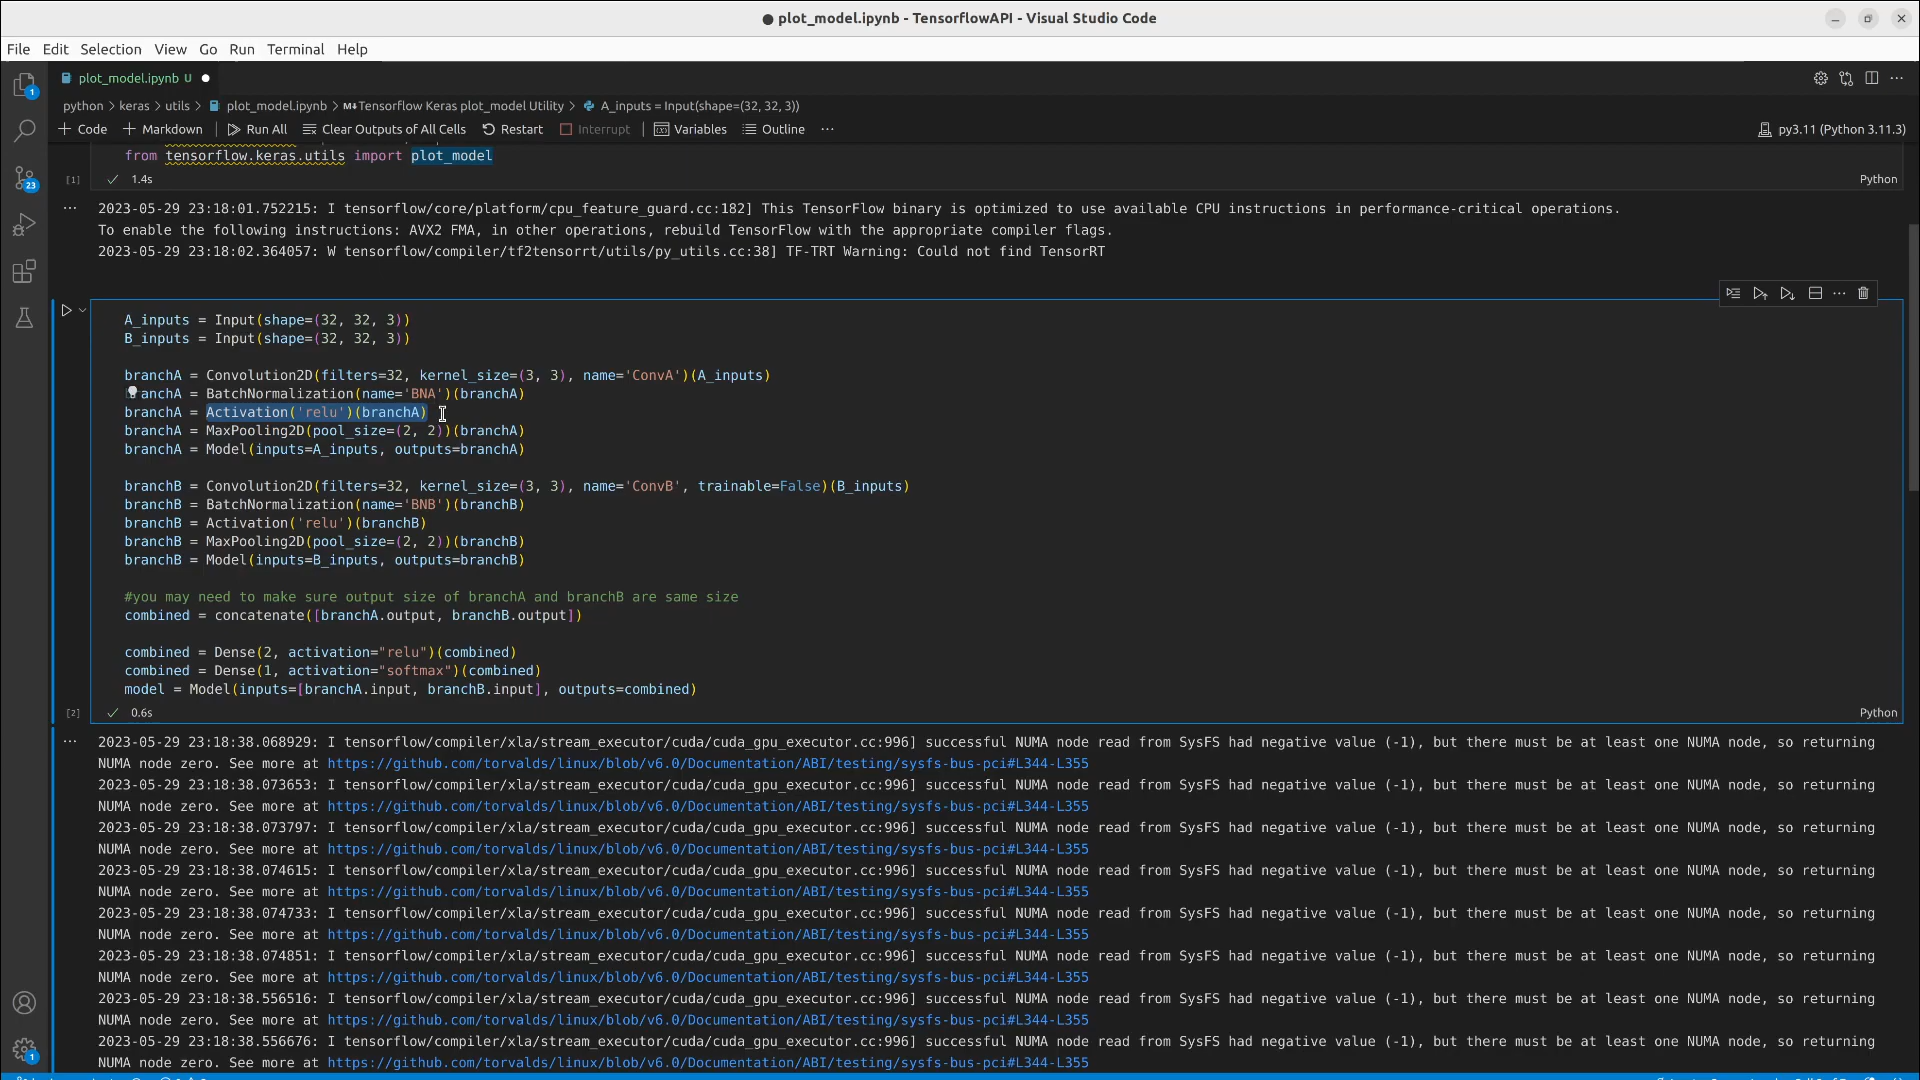 plot_model.ipynb - TensorflowAPI - Visual Studio Code
File Edit Selection View Go Run Terminal Help
plot_model.ipynb U
python > keras > utils > plot_model.ipynb > M↓Tensorflow Keras plot_model Utility > A_inputs = Input(shape=(32, 32, 3))
+ Code + Markdown Run All Clear Outputs of All Cells Restart Interrupt Variables Outline ... py3.11 (Python 3.11.3)
from tensorflow.keras.utils import plot_model
[1] 1.4s Python
2023-05-29 23:18:01.752215: I tensorflow/core/platform/cpu_feature_guard.cc:182] This TensorFlow binary is optimized to use available CPU instructions in performance-critical operations.
To enable the following instructions: AVX2 FMA, in other operations, rebuild TensorFlow with the appropriate compiler flags.
2023-05-29 23:18:02.364057: W tensorflow/compiler/tf2tensorrt/utils/py_utils.cc:38] TF-TRT Warning: Could not find TensorRT
A_inputs = Input(shape=(32, 32, 3))
B_inputs = Input(shape=(32, 32, 3))
branchA = Convolution2D(filters=32, kernel_size=(3, 3), name='ConvA')(A_inputs)
anchA = BatchNormalization(name='BNA')(branchA)
branchA = Activation('relu')(branchA)
branchA = MaxPooling2D(pool_size=(2, 2))(branchA)
branchA = Model(inputs=A_inputs, outputs=branchA)
branchB = Convolution2D(filters=32, kernel_size=(3, 3), name='ConvB', trainable=False)(B_inputs)
branchB = BatchNormalization(name='BNB')(branchB)
branchB = Activation('relu')(branchB)
branchB = MaxPooling2D(pool_size=(2, 2))(branchB)
branchB = Model(inputs=B_inputs, outputs=branchB)
#you may need to make sure output size of branchA and branchB are same size
combined = concatenate([branchA.output, branchB.output])
combined = Dense(2, activation="relu")(combined)
combined = Dense(1, activation="softmax")(combined)
model = Model(inputs=[branchA.input, branchB.input], outputs=combined)
[2] 0.6s Python
2023-05-29 23:18:38.068929: I tensorflow/compiler/xla/stream_executor/cuda/cuda_gpu_executor.cc:996] successful NUMA node read from SysFS had negative value (-1), but there must be at least one NUMA node, so returning
NUMA node zero. See more at https://github.com/torvalds/linux/blob/v6.0/Documentation/ABI/testing/sysfs-bus-pci#L344-L355
2023-05-29 23:18:38.073653: I tensorflow/compiler/xla/stream_executor/cuda/cuda_gpu_executor.cc:996] successful NUMA node read from SysFS had negative value (-1), but there must be at least one NUMA node, so returning
NUMA node zero. See more at https://github.com/torvalds/linux/blob/v6.0/Documentation/ABI/testing/sysfs-bus-pci#L344-L355
2023-05-29 23:18:38.073797: I tensorflow/compiler/xla/stream_executor/cuda/cuda_gpu_executor.cc:996] successful NUMA node read from SysFS had negative value (-1), but there must be at least one NUMA node, so returning
NUMA node zero. See more at https://github.com/torvalds/linux/blob/v6.0/Documentation/ABI/testing/sysfs-bus-pci#L344-L355
2023-05-29 23:18:38.074615: I tensorflow/compiler/xla/stream_executor/cuda/cuda_gpu_executor.cc:996] successful NUMA node read from SysFS had negative value (-1), but there must be at least one NUMA node, so returning
NUMA node zero. See more at https://github.com/torvalds/linux/blob/v6.0/Documentation/ABI/testing/sysfs-bus-pci#L344-L355
2023-05-29 23:18:38.074733: I tensorflow/compiler/xla/stream_executor/cuda/cuda_gpu_executor.cc:996] successful NUMA node read from SysFS had negative value (-1), but there must be at least one NUMA node, so returning
NUMA node zero. See more at https://github.com/torvalds/linux/blob/v6.0/Documentation/ABI/testing/sysfs-bus-pci#L344-L355
2023-05-29 23:18:38.074851: I tensorflow/compiler/xla/stream_executor/cuda/cuda_gpu_executor.cc:996] successful NUMA node read from SysFS had negative value (-1), but there must be at least one NUMA node, so returning
NUMA node zero. See more at https://github.com/torvalds/linux/blob/v6.0/Documentation/ABI/testing/sysfs-bus-pci#L344-L355
2023-05-29 23:18:38.556516: I tensorflow/compiler/xla/stream_executor/cuda/cuda_gpu_executor.cc:996] successful NUMA node read from SysFS had negative value (-1), but there must be at least one NUMA node, so returning
NUMA node zero. See more at https://github.com/torvalds/linux/blob/v6.0/Documentation/ABI/testing/sysfs-bus-pci#L344-L355
2023-05-29 23:18:38.556676: I tensorflow/compiler/xla/stream_executor/cuda/cuda_gpu_executor.cc:996] successful NUMA node read from SysFS had negative value (-1), but there must be at least one NUMA node, so returning
NUMA node zero. See more at https://github.com/torvalds/linux/blob/v6.0/Documentation/ABI/testing/sysfs-bus-pci#L344-L355
1
23
1